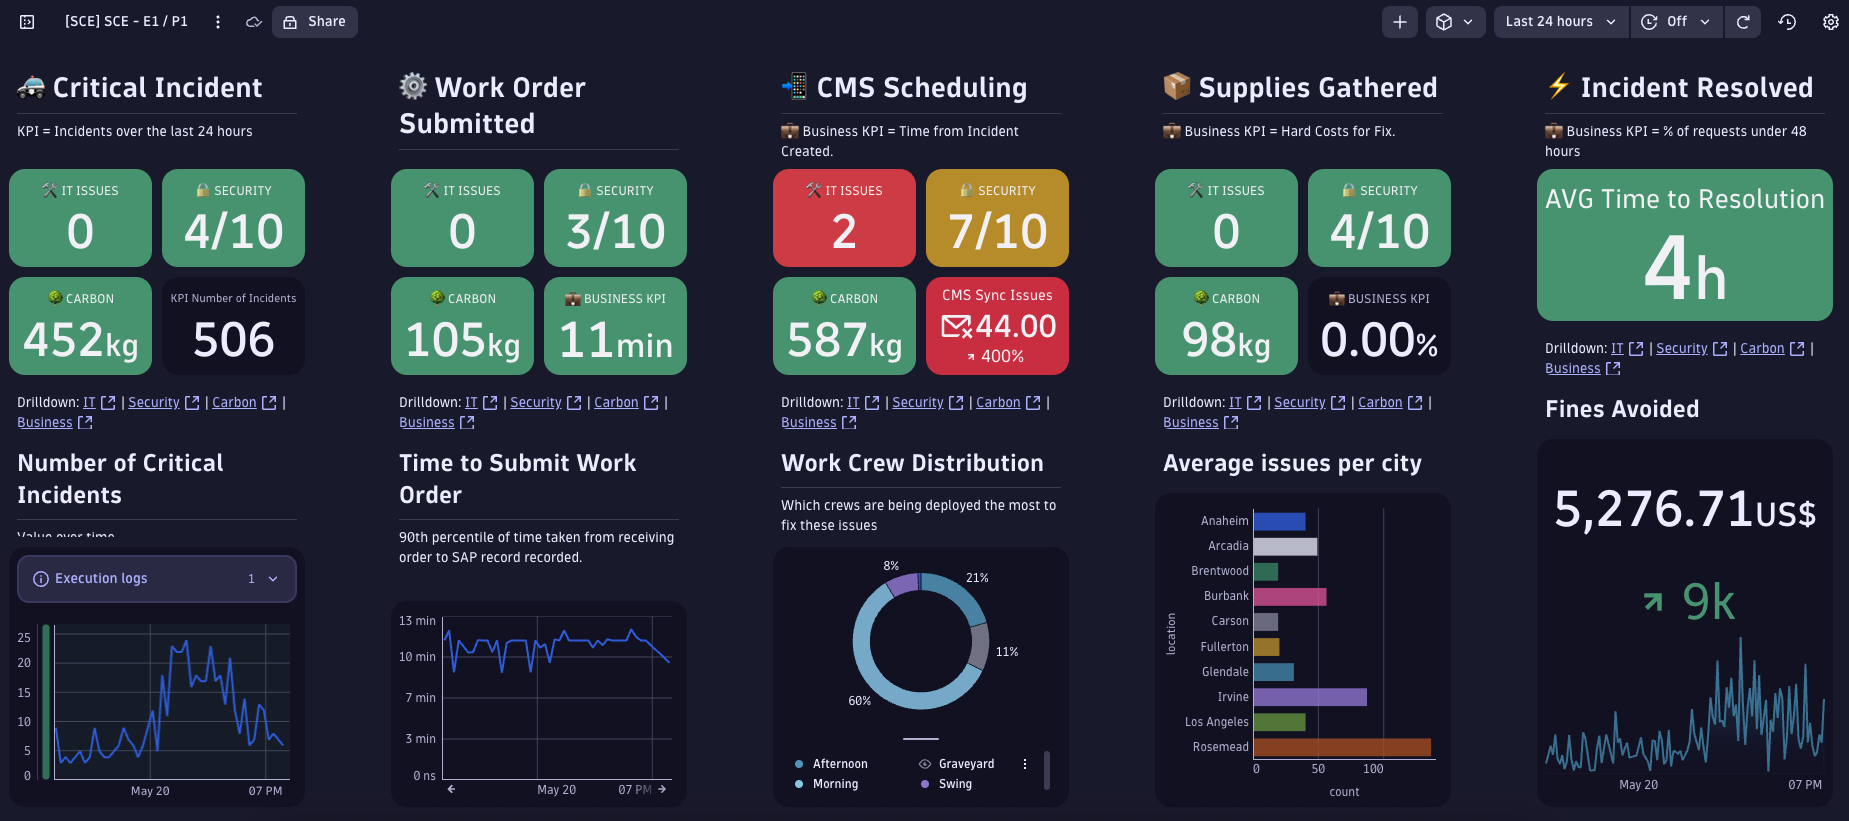 [SCE] SCE - E1 / P1
Share
Last 24 hours
Off
Critical Incident
KPI = Incidents over the last 24 hours
IT ISSUES
0
SECURITY
4/10
CARBON
452kg
KPI Number of Incidents
506
Drilldown: IT | Security | Carbon |
Business
Number of Critical
Incidents
Value over time
Execution logs
1
25
20
15
10
5
0
May 20
07 PM
Work Order
Submitted
IT ISSUES
0
SECURITY
3/10
CARBON
105kg
BUSINESS KPI
11min
Drilldown: IT | Security | Carbon |
Business
Time to Submit Work
Order
90th percentile of time taken from receiving
order to SAP record recorded.
13 min
10 min
7 min
3 min
0 ns
May 20
07 PM
CMS Scheduling
Business KPI = Time from Incident
Created.
IT ISSUES
2
SECURITY
7/10
CARBON
587kg
CMS Sync Issues
44.00
400%
Drilldown: IT | Security | Carbon |
Business
Work Crew Distribution
Which crews are being deployed the most to
fix these issues
8%
21%
11%
60%
Afternoon
Graveyard
Morning
Swing
Supplies Gathered
Business KPI = Hard Costs for Fix.
IT ISSUES
0
SECURITY
4/10
CARBON
98kg
BUSINESS KPI
0.00%
Drilldown: IT | Security | Carbon |
Business
Average issues per city
location
Anaheim
Arcadia
Brentwood
Burbank
Carson
Fullerton
Glendale
Irvine
Los Angeles
Rosemead
0
50
100
count
Incident Resolved
Business KPI = % of requests under 48
hours
AVG Time to Resolution
4h
Drilldown: IT | Security | Carbon |
Business
Fines Avoided
5,276.71US$
9k
May 20
07 PM